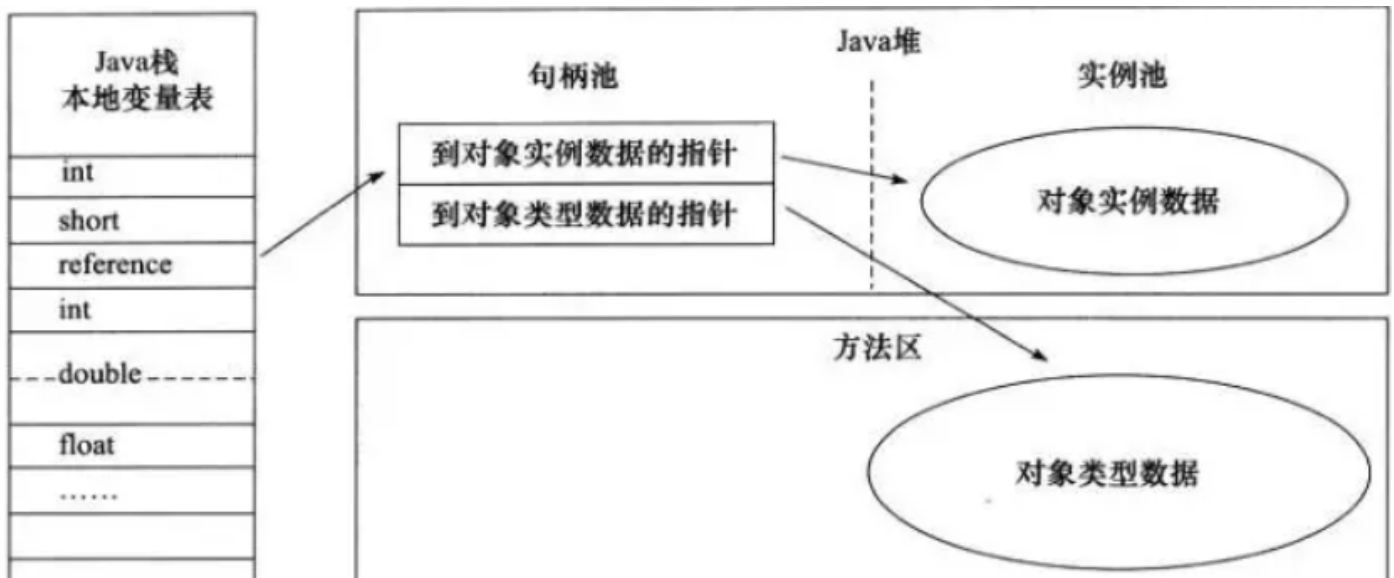 Java栈
本地变量表
int
short
reference
int
double
float
……
Java堆
句柄池
实例池
到对象实例数据的指针
到对象类型数据的指针
对象实例数据
方法区
对象类型数据